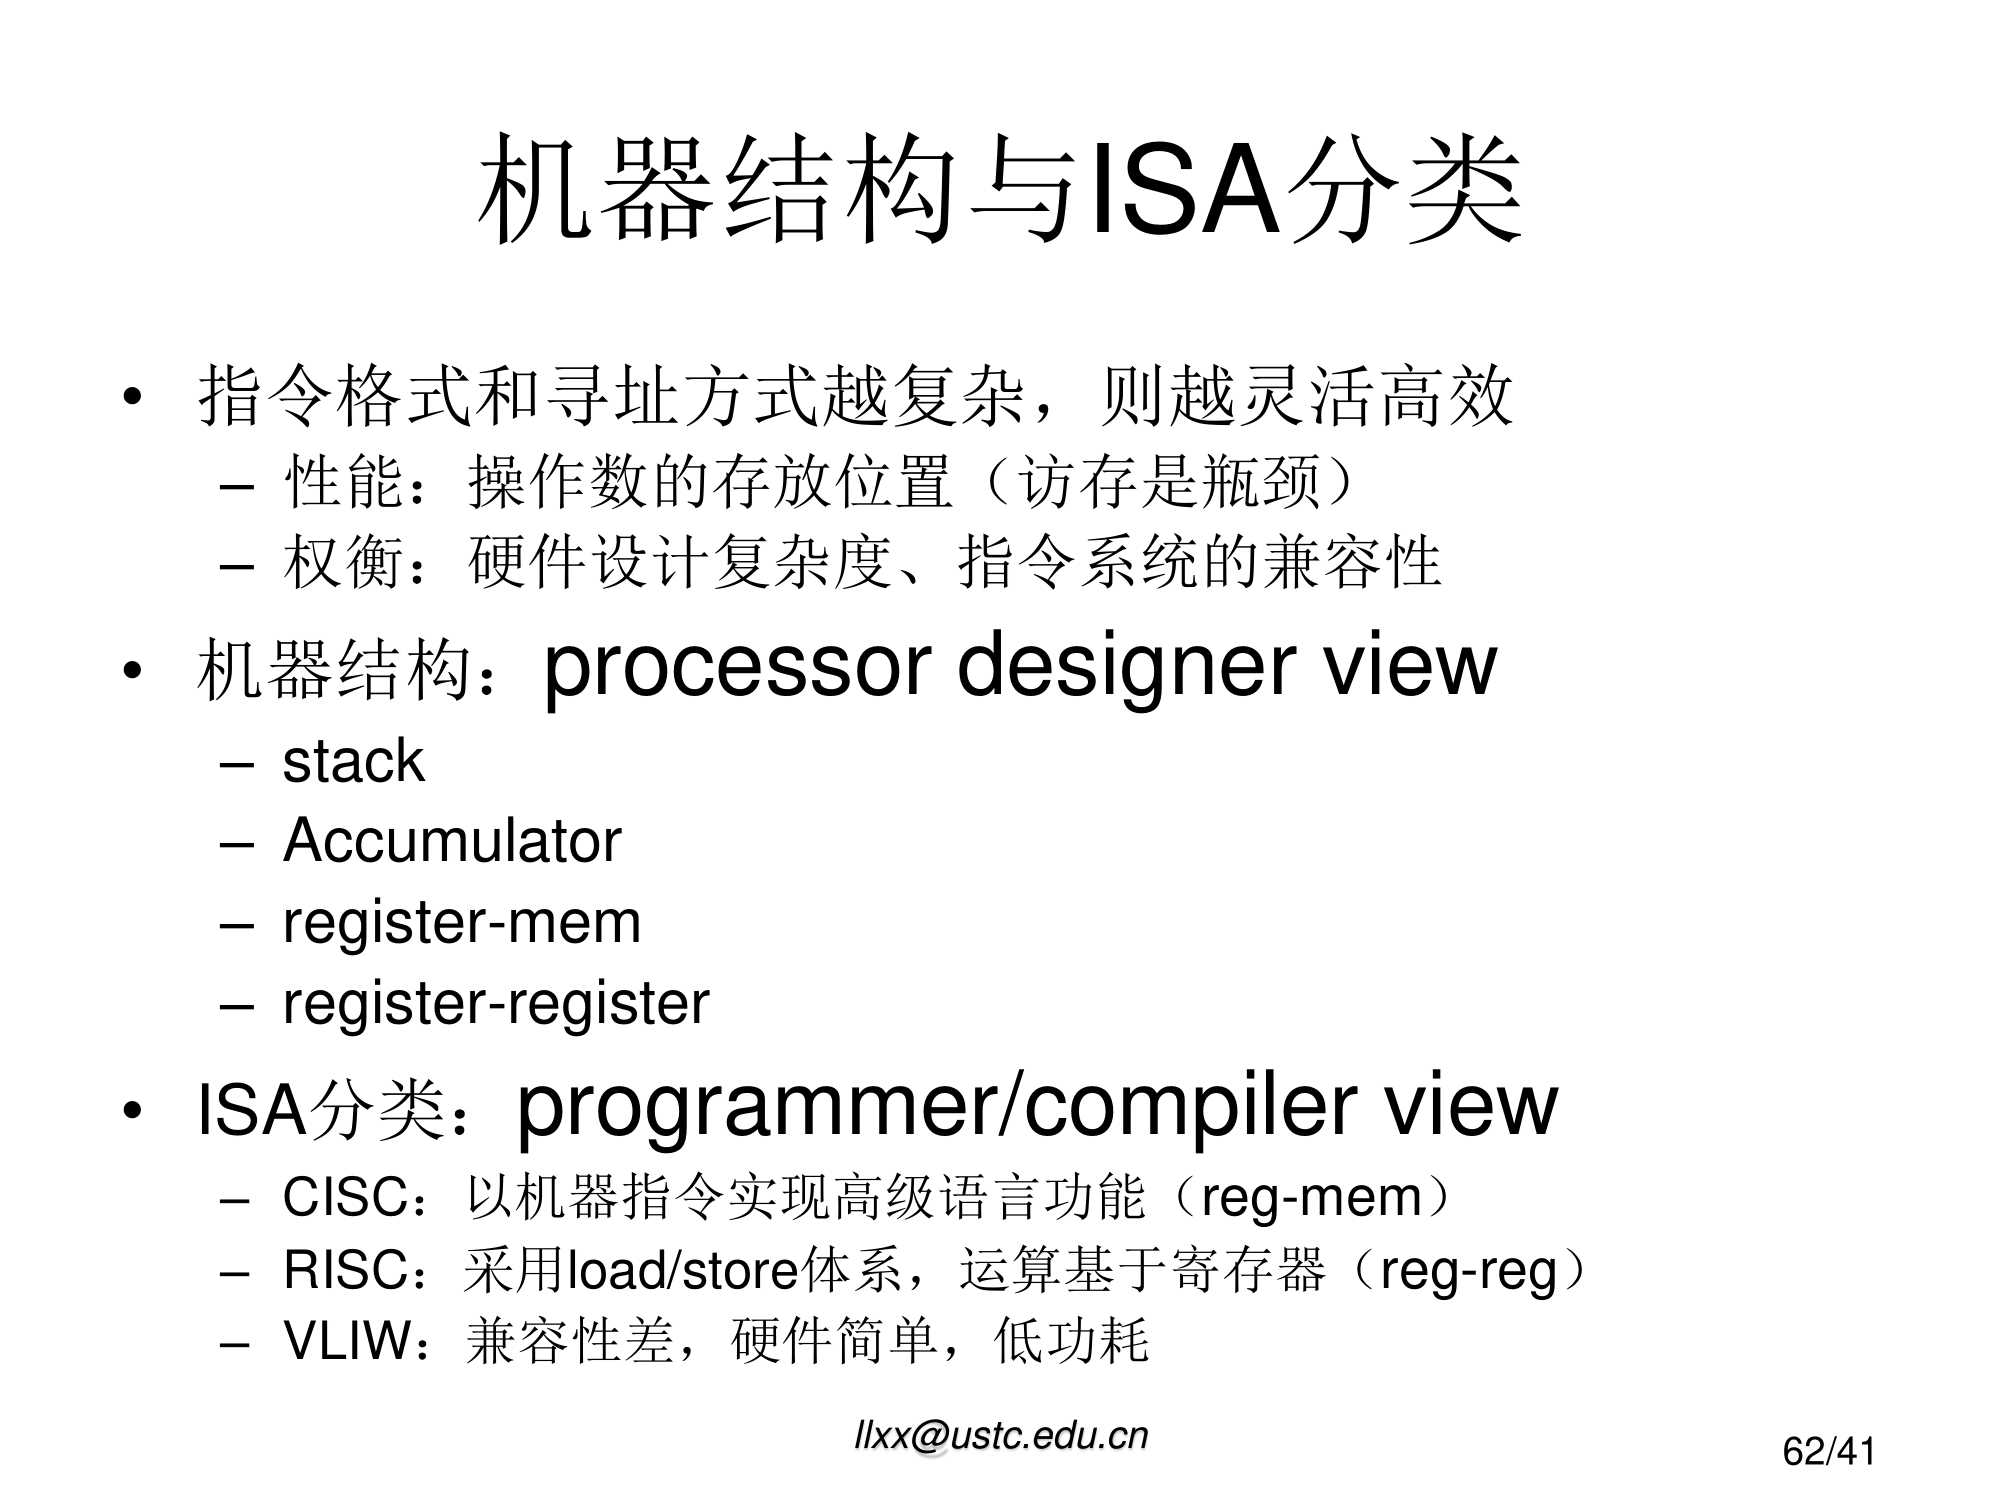 机器结构与ISA分类
• 指令格式和寻址方式越复杂，则越灵活高效
– 性能：操作数的存放位置（访存是瓶颈）
– 权衡：硬件设计复杂度、指令系统的兼容性
• 机器结构：processor designer view
– stack
– Accumulator
– register-mem
– register-register
• ISA分类：programmer/compiler view
– CISC：以机器指令实现高级语言功能（reg-mem）
– RISC：采用load/store体系，运算基于寄存器（reg-reg）
– VLIW：兼容性差，硬件简单，低功耗
llxx@ustc.edu.cn
62/41